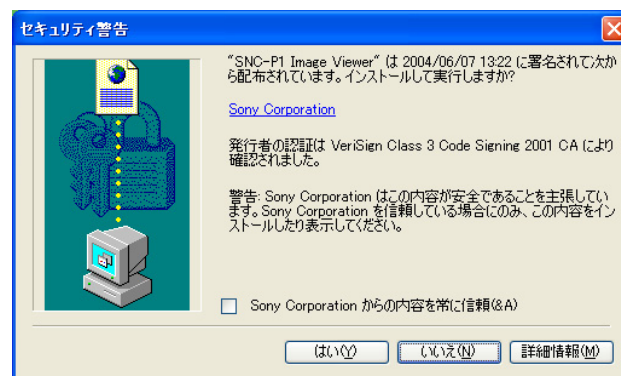 セキュリティ警告
"SNC-P1 Image Viewer" は 2004/06/07 13:22 に署名されて次か
ら配布されています。インストールして実行しますか?
Sony Corporation
発行者の認証は VeriSign Class 3 Code Signing 2001 CA により
確認されました。
警告: Sony Corporation はこの内容が安全であることを主張してい
ます。Sony Corporation を信頼している場合にのみ、この内容をイン
ストールしたり表示してください。
Sony Corporation からの内容を常に信頼(&A)
はい(Y) いいえ(N) 詳細情報(M)